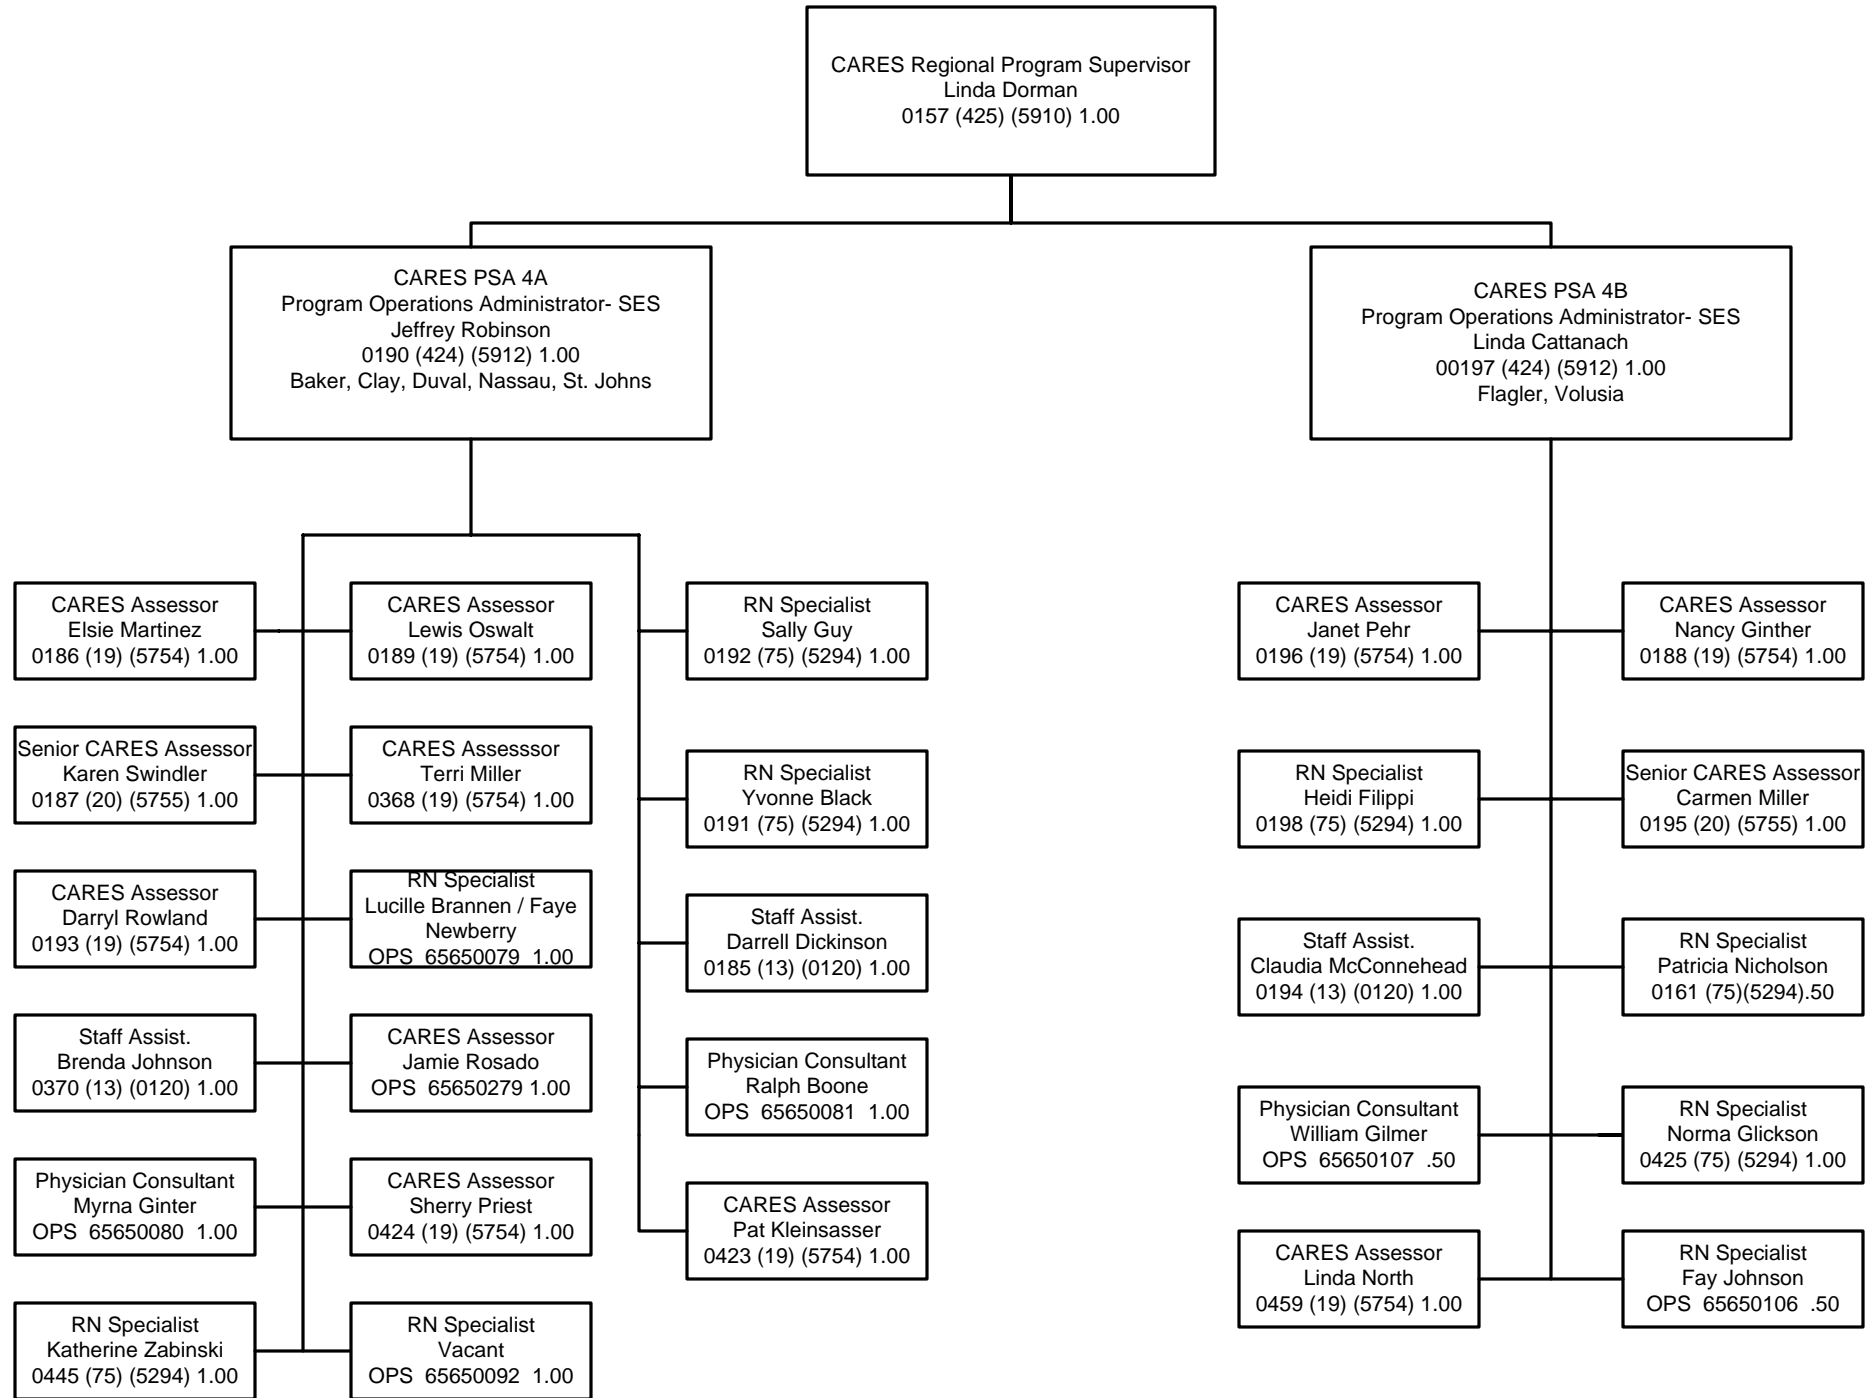 CARES Regional Program Supervisor
Linda Dorman
0157 (425) (5910) 1.00
CARES PSA 4A
Program Operations Administrator- SES
Jeffrey Robinson
0190 (424) (5912) 1.00
Baker, Clay, Duval, Nassau, St. Johns
CARES PSA 4B
Program Operations Administrator- SES
Linda Cattanach
00197 (424) (5912) 1.00
Flagler, Volusia
CARES Assessor
Elsie Martinez
0186 (19) (5754) 1.00
CARES Assessor
Lewis Oswalt
0189 (19) (5754) 1.00
RN Specialist
Sally Guy
0192 (75) (5294) 1.00
CARES Assessor
Janet Pehr
0196 (19) (5754) 1.00
CARES Assessor
Nancy Ginther
0188 (19) (5754) 1.00
Senior CARES Assessor
Karen Swindler
0187 (20) (5755) 1.00
CARES Assesssor
Terri Miller
0368 (19) (5754) 1.00
RN Specialist
Yvonne Black
0191 (75) (5294) 1.00
RN Specialist
Heidi Filippi
0198 (75) (5294) 1.00
Senior CARES Assessor
Carmen Miller
0195 (20) (5755) 1.00
CARES Assessor
Darryl Rowland
0193 (19) (5754) 1.00
RN Specialist
Lucille Brannen / Faye
Newberry
OPS 65650079 1.00
Staff Assist.
Darrell Dickinson
0185 (13) (0120) 1.00
Staff Assist.
Claudia McConnehead
0194 (13) (0120) 1.00
RN Specialist
Patricia Nicholson
0161 (75)(5294).50
Staff Assist.
Brenda Johnson
0370 (13) (0120) 1.00
CARES Assessor
Jamie Rosado
OPS 65650279 1.00
Physician Consultant
Ralph Boone
OPS 65650081 1.00
Physician Consultant
William Gilmer
OPS 65650107 .50
RN Specialist
Norma Glickson
0425 (75) (5294) 1.00
Physician Consultant
Myrna Ginter
OPS 65650080 1.00
CARES Assessor
Sherry Priest
0424 (19) (5754) 1.00
CARES Assessor
Pat Kleinsasser
0423 (19) (5754) 1.00
CARES Assessor
Linda North
0459 (19) (5754) 1.00
RN Specialist
Fay Johnson
OPS 65650106 .50
RN Specialist
Katherine Zabinski
0445 (75) (5294) 1.00
RN Specialist
Vacant
OPS 65650092 1.00